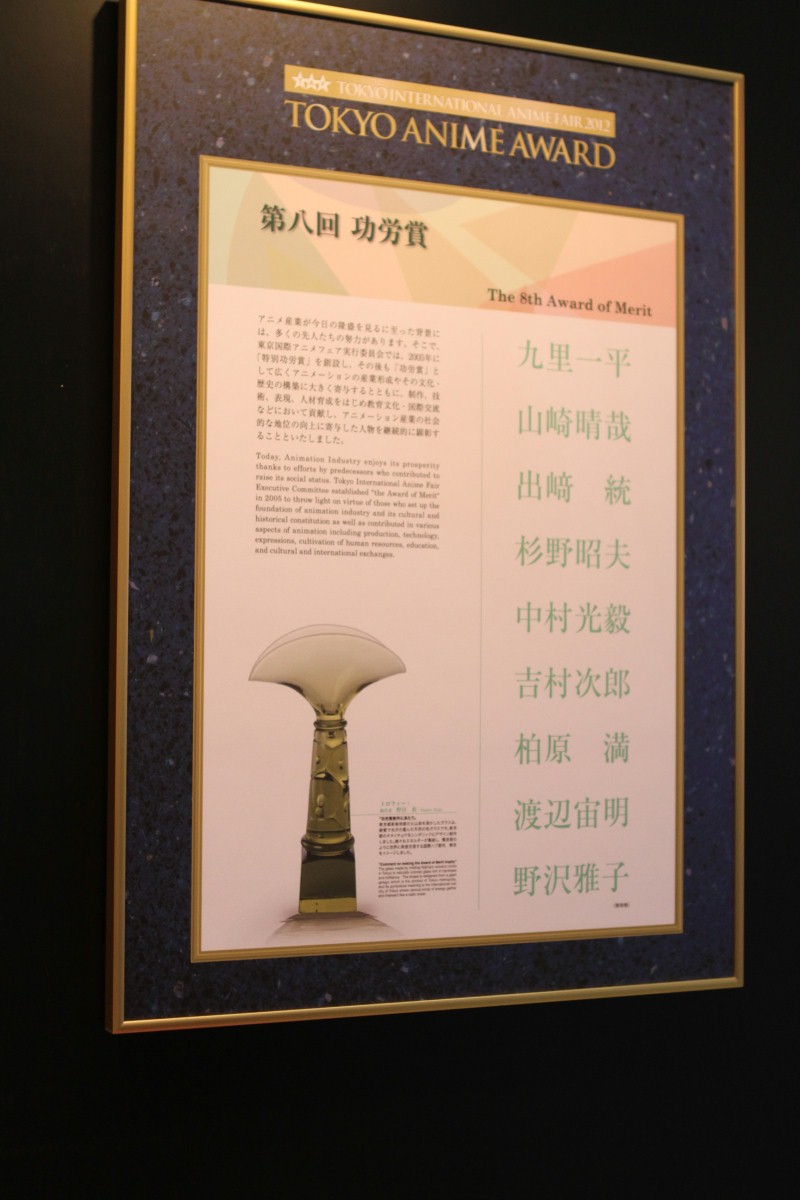 TOKYO INTERNATIONAL ANIME FAIR 2012
TOKYO ANIME AWARD
第八回 功労賞
The 8th Award of Merit
アニメ産業が今日の隆盛を見るに至った背景に
は、多くの先人たちの努力があります。そこで、
東京国際アニメフェア実行委員会では、2005年に
「特別功労賞」を創設し、その後も「功労賞」と
して広くアニメーションの産業形成やその文化・
歴史の構築に大きく寄与するとともに、制作、技
術、表現、人材育成をはじめ教育文化・国際交流
などにおいて貢献し、アニメーション産業の社会
的な地位の向上に寄与した人物を継続的に顕彰す
ることといたしました。
Today, Animation Industry enjoys its prosperity
thanks to efforts by predecessors who contributed to
raise its social status. Tokyo International Anime Fair
Executive Committee established "the Award of Merit"
in 2005 to throw light on virtue of those who set up the
foundation of animation industry and its cultural and
historical constitution as well as contributed in various
aspects of animation including production, technology,
expressions, cultivation of human resources, education,
and cultural and international exchanges.
九里一平
山崎晴哉
出﨑 統
杉野昭夫
中村光毅
吉村次郎
柏原 満
渡辺宙明
野沢雅子
トロフィー：
"Comment on making the Award of Merit trophy"